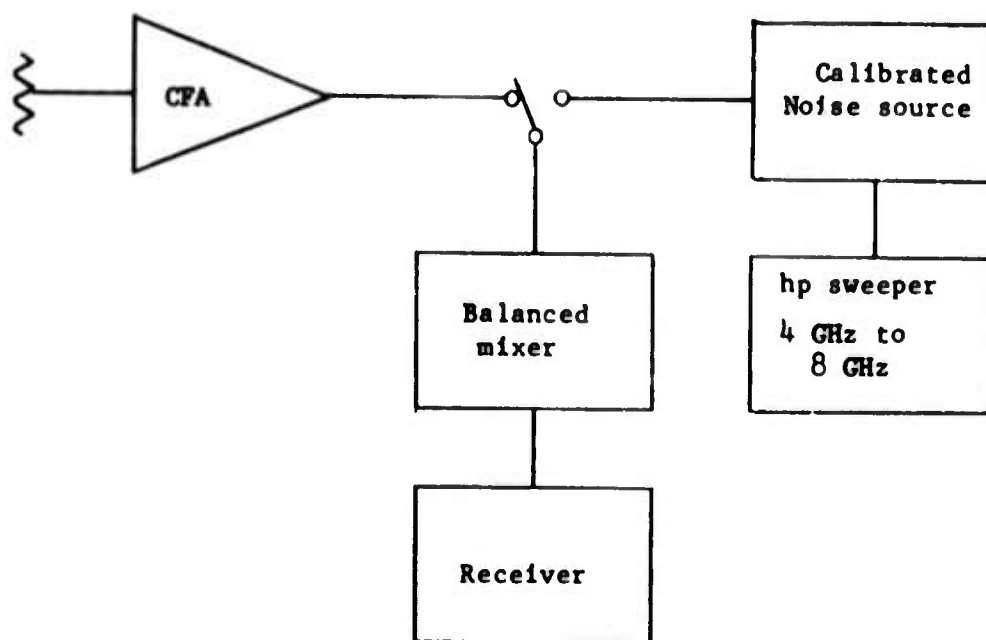 CFA
Calibrated
Noise source
hp sweeper
4 GHz to
8 GHz
Balanced
mixer
Receiver